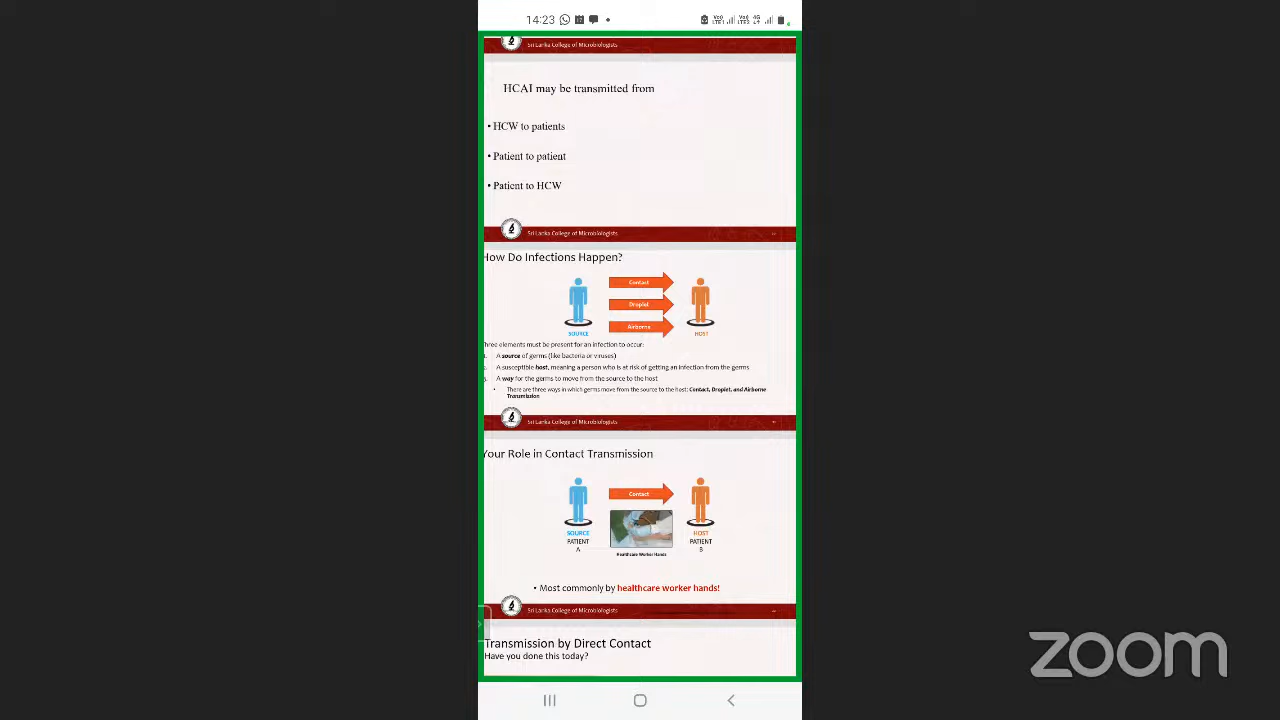 14:23
Sri Lanka College of Microbiologists
HCAI may be transmitted from
• HCW to patients
• Patient to patient
• Patient to HCW
Sri Lanka College of Microbiologists
How Do Infections Happen?
Contact
Droplet
Airborne
SOURCE
HOST
Three elements must be present for an infection to occur:
A source of germs (like bacteria or viruses)
A susceptible host, meaning a person who is at risk of getting an infection from the germs
A way for the germs to move from the source to the host
• There are three ways in which germs move from the source to the host: Contact, Droplet, and Airborne
Transmission
Sri Lanka College of Microbiologists
Your Role in Contact Transmission
Contact
SOURCE
PATIENT
A
HOST
PATIENT
B
Healthcare Worker Hands
• Most commonly by healthcare worker hands!
Sri Lanka College of Microbiologists
Transmission by Direct Contact
Have you done this today?
zoom